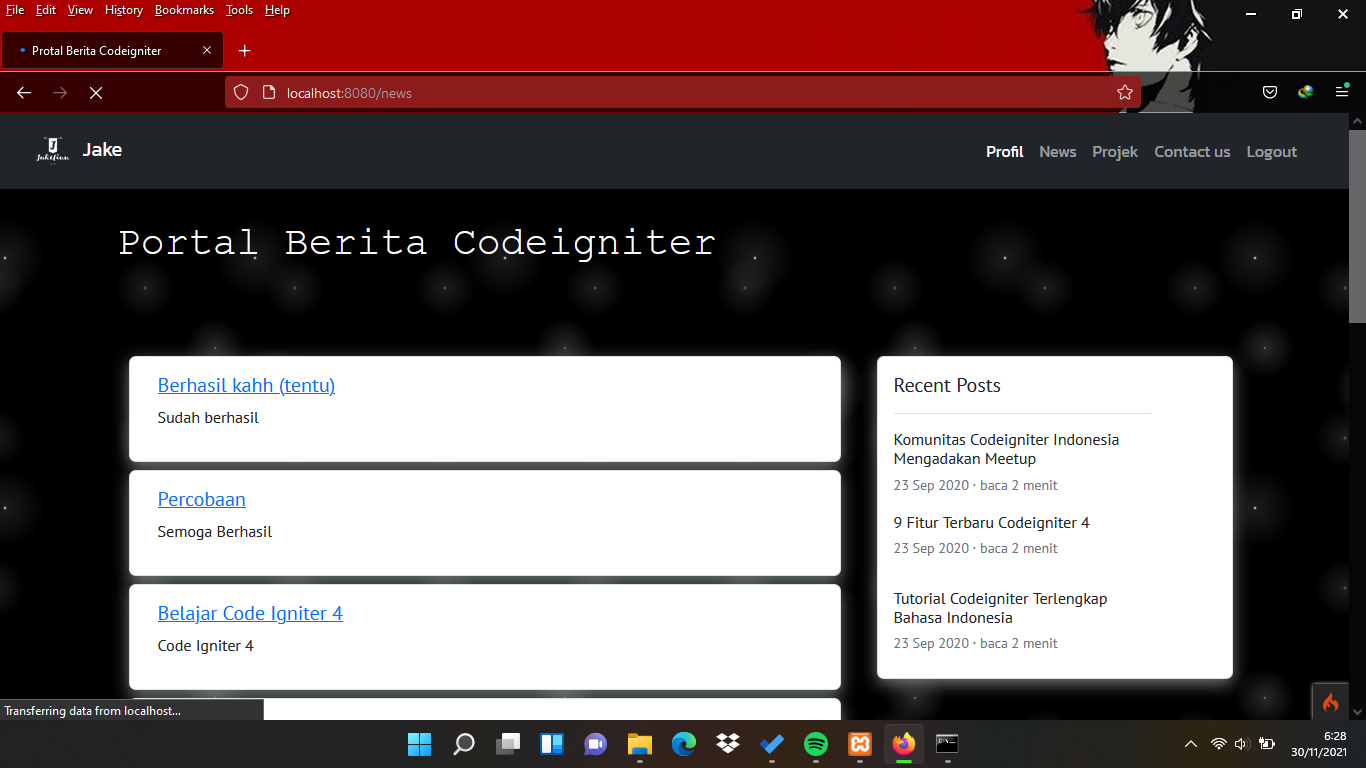 File Edit View History Bookmarks Tools Help
Protal Berita Codeigniter
localhost:8080/news
Jakefinn
Jake
Profil News Projek Contact us Logout
Portal Berita Codeigniter
Berhasil kahh (tentu)
Sudah berhasil
Percobaan
Semoga Berhasil
Belajar Code Igniter 4
Code Igniter 4
Recent Posts
Komunitas Codeigniter Indonesia
Mengadakan Meetup
23 Sep 2020 · baca 2 menit
9 Fitur Terbaru Codeigniter 4
23 Sep 2020 · baca 2 menit
Tutorial Codeigniter Terlengkap
Bahasa Indonesia
23 Sep 2020 · baca 2 menit
Transferring data from localhost...
6:28
30/11/2021